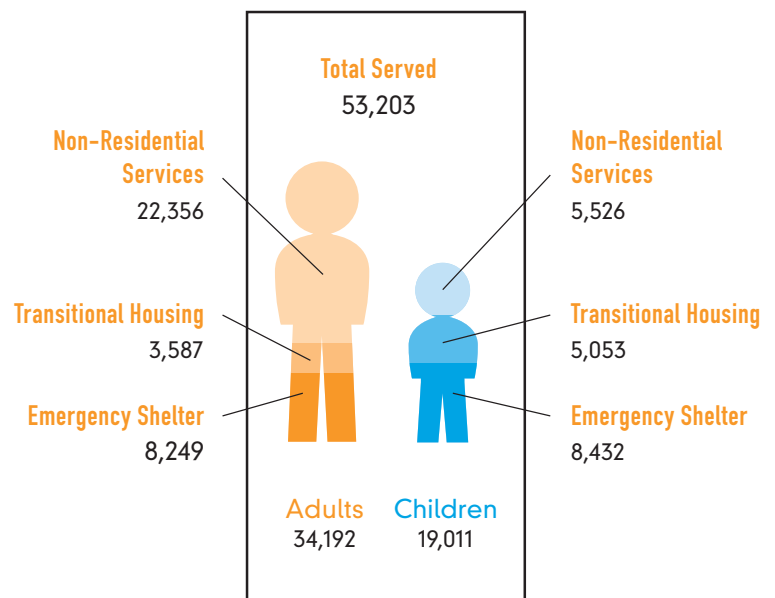 Total Served
53,203
Non-Residential
Services
22,356
Transitional Housing
3,587
Emergency Shelter
8,249
Non-Residential
Services
5,526
Transitional Housing
5,053
Emergency Shelter
8,432
Adults
34,192
Children
19,011